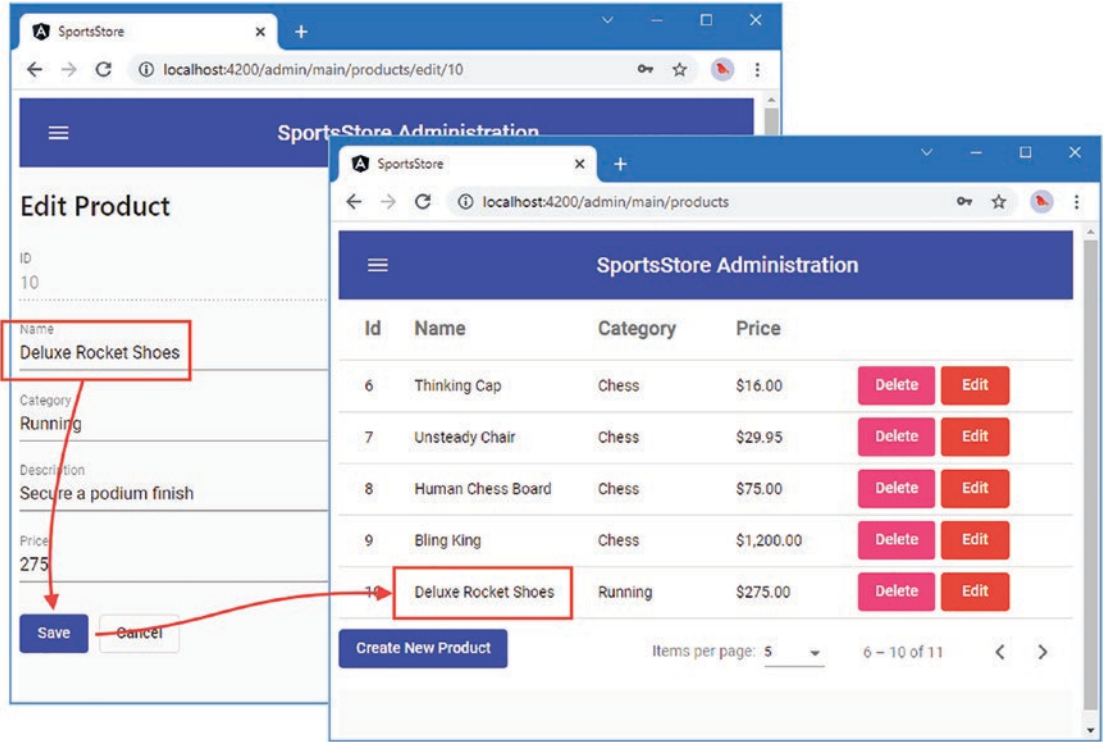 SportsStore
localhost:4200/admin/main/products/edit/10
SportsStore Administration
Edit Product
ID
10
Name
Deluxe Rocket Shoes
Category
Running
Description
Secure a podium finish
Price
275
Save
Cancel
SportsStore
localhost:4200/admin/main/products
SportsStore Administration
Id Name Category Price
6 Thinking Cap Chess $16.00 Delete Edit
7 Unsteady Chair Chess $29.95 Delete Edit
8 Human Chess Board Chess $75.00 Delete Edit
9 Bling King Chess $1,200.00 Delete Edit
10 Deluxe Rocket Shoes Running $275.00 Delete Edit
Create New Product Items per page: 5 6 – 10 of 11